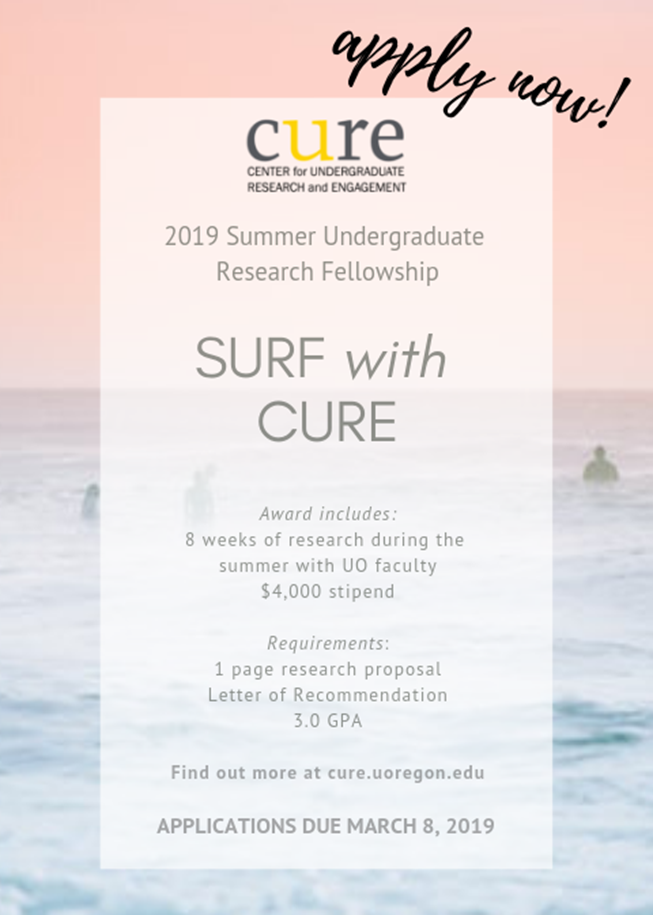 apply now!
cure
CENTER for UNDERGRADUATE
RESEARCH and ENGAGEMENT
2019 Summer Undergraduate
Research Fellowship
SURF with
CURE
Award includes:
8 weeks of research during the
summer with UO faculty
$4,000 stipend
Requirements:
1 page research proposal
Letter of Recommendation
3.0 GPA
Find out more at cure.uoregon.edu
APPLICATIONS DUE MARCH 8, 2019